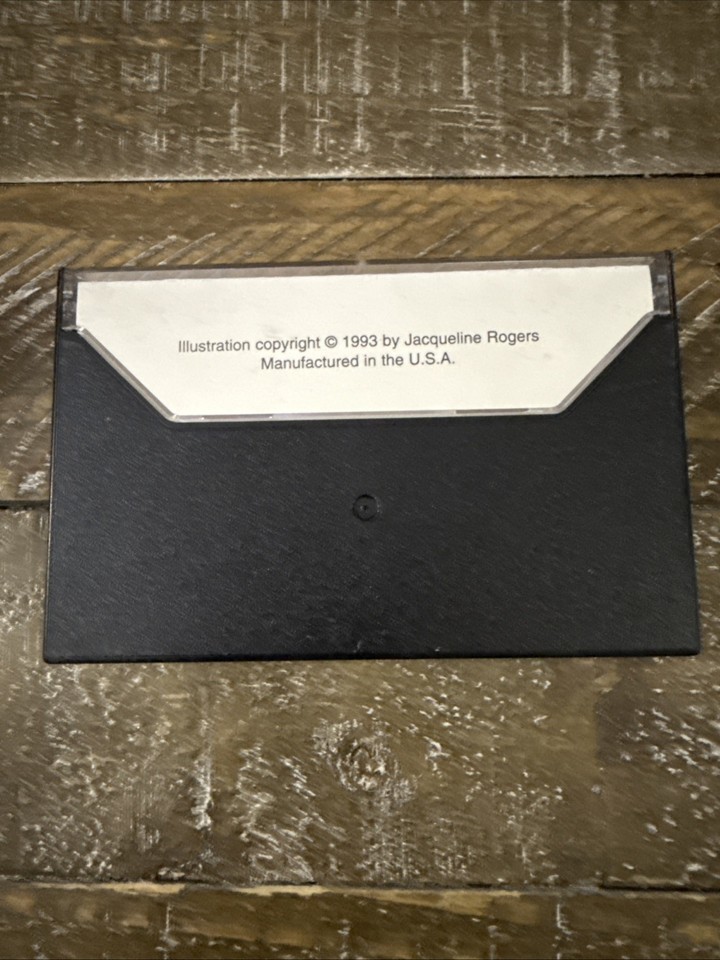 Illustration copyright © 1993 by Jacqueline Rogers
Manufactured in the U.S.A.